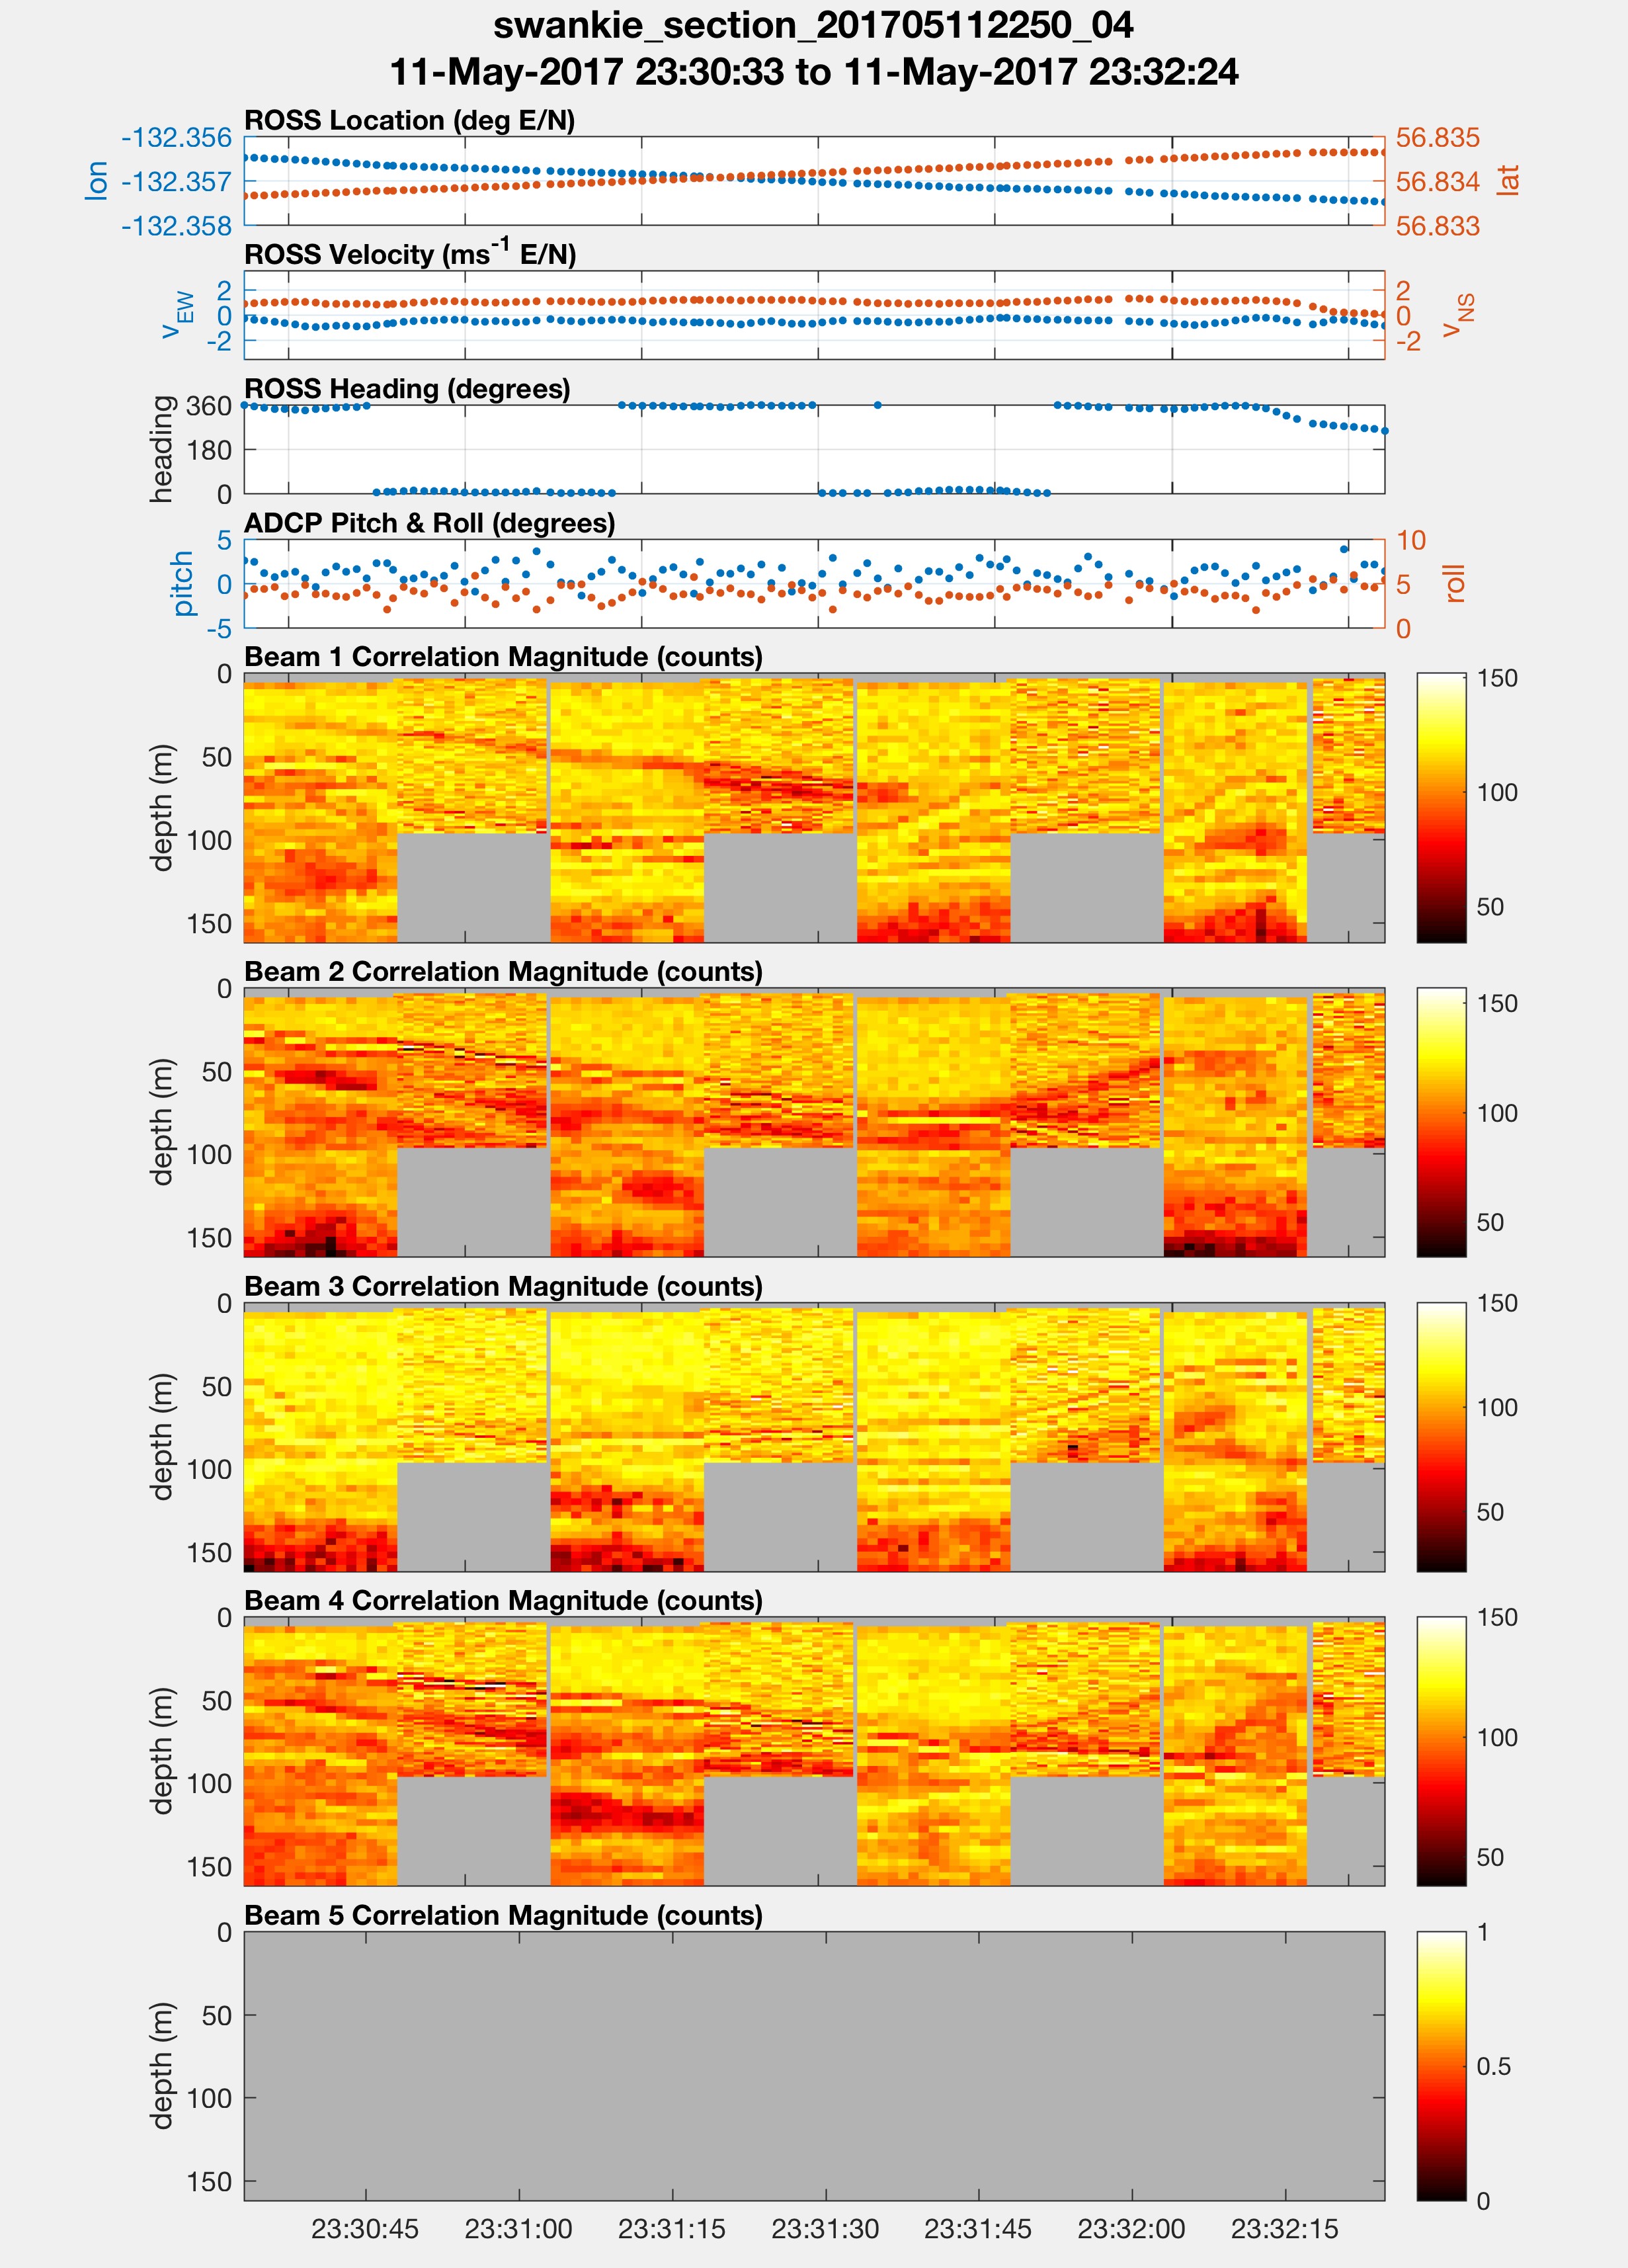 swankie_section_201705112250_04
11-May-2017 23:30:33 to 11-May-2017 23:32:24
ROSS Location (deg E/N)
-132.356
-132.357
-132.358
lon
56.835
56.834
56.833
lat
ROSS Velocity (ms-1 E/N)
2
0
-2
vEW
2
0
-2
vNS
ROSS Heading (degrees)
360
180
0
heading
ADCP Pitch & Roll (degrees)
5
0
-5
pitch
10
5
0
roll
Beam 1 Correlation Magnitude (counts)
0
50
100
150
depth (m)
150
100
50
Beam 2 Correlation Magnitude (counts)
0
50
100
150
depth (m)
150
100
50
Beam 3 Correlation Magnitude (counts)
0
50
100
150
depth (m)
150
100
50
Beam 4 Correlation Magnitude (counts)
0
50
100
150
depth (m)
150
100
50
Beam 5 Correlation Magnitude (counts)
0
50
100
150
depth (m)
1
0.5
0
23:30:45 23:31:00 23:31:15 23:31:30 23:31:45 23:32:00 23:32:15